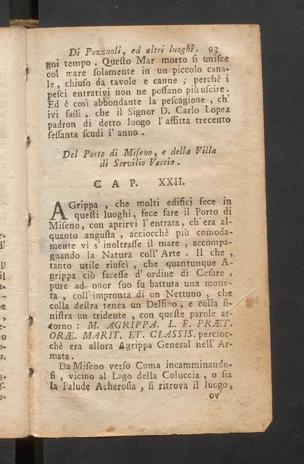 Di Pozzuoli, ed altri luoghi. 93
gni tempo. Questo Mar morto si unisce
col mare solamente in un piccolo cana-
le, chiuso da tavole e canne; perchè i
pesci entrativi non ne possano più uscire.
Ed è così abbondante la pescagione, ch'
ivi fassi, che il Signor D. Carlo Lopez
padron di detto luogo l'affitta trecento
sessanta scudi l'anno.
Del Porto di Miseno, e della Villa
di Servilio Vaccia.
CAP. XXII.
AGrippa, che molti edifici fece in
questi luoghi, fece fare il Porto di
Miseno, con aprirvi l'entrata, ch'era al-
quanto angusta, acciocchè più comoda-
mente vi s'inoltrasse il mare, accompa-
gnando la Natura coll'Arte. Il che,
tanto utile riuscì, che quantunque A-
grippa ciò facesse d'ordine di Cesare,
pure ad onor suo fu battuta una mone-
ta, coll'impronta di un Nettuno, che
colla destra tenea un Delfino, e colla si-
nistra un tridente, con queste parole at-
torno: M. AGRIPPA. L. F. PRÆT.
ORÆ. MARIT. ET. CLASSIS. percioc-
chè era allora Agrippa General nell'Ar-
mata.
Da Miseno verso Cuma incamminando-
si, vicino al Lago della Coluccia, o sia
la Palude Acherosia, si ritrova il luogo,
ov'